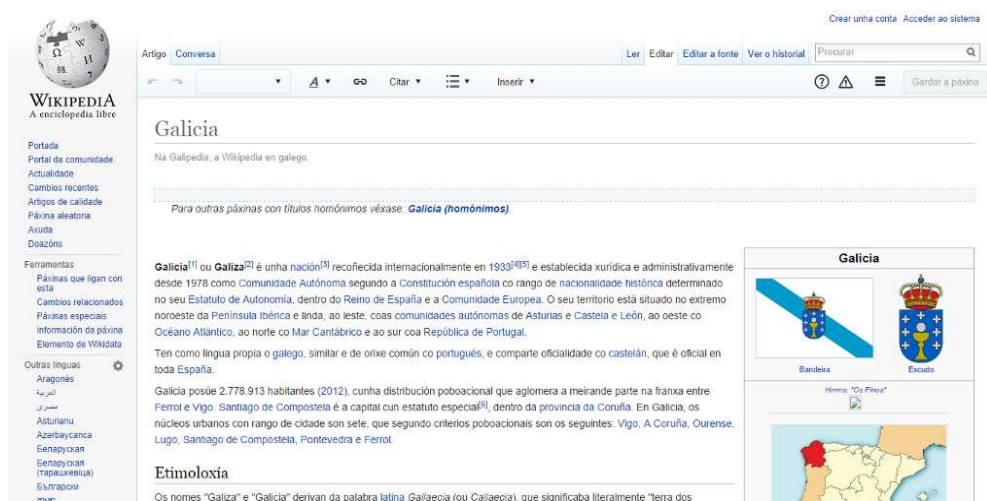 Crear unha conta Acceder ao sistema
Artigo Conversa
Ler Editar Editar a fonte Ver o historial Procurar
A Citar Inserir Gardar a páxina
WIKIPEDIA
A enciclopedia libre
Galicia
Na Galipedia, a Wikipedia en galego.
Portada
Portal da comunidade
Actualidade
Cambios recentes
Artigos de calidade
Páxina aleatoria
Axuda
Doazóns
Ferramentas
Páxinas que ligan con
esta
Cambios relacionados
Páxinas especiais
Información da páxina
Elemento de Wikidata
Outras linguas
Aragonés
العربية
مصرى
Asturianu
Azərbaycanca
Беларуская
Беларуская
(тарашкевіца)
Български
Para outras páxinas con títulos homónimos véxase: Galicia (homónimos).
Galicia[1] ou Galiza[2] é unha nación[3] recoñecida internacionalmente en 1933[4][5] e establecida xurídica e administrativamente
desde 1978 como Comunidade Autónoma segundo a Constitución española co rango de nacionalidade histórica determinado
no seu Estatuto de Autonomía, dentro do Reino de España e a Comunidade Europea. O seu territorio está situado no extremo
noroeste da Península Ibérica e linda, ao leste, coas comunidades autónomas de Asturias e Castela e León, ao oeste co
Océano Atlántico, ao norte co Mar Cantábrico e ao sur coa República de Portugal.
Ten como lingua propia o galego, similar e de orixe común co portugués, e comparte oficialidade co castelán, que é oficial en
toda España.
Galicia posúe 2.778.913 habitantes (2012), cunha distribución poboacional que aglomera a meirande parte na franxa entre
Ferrol e Vigo. Santiago de Compostela é a capital cun estatuto especial[6], dentro da provincia da Coruña. En Galicia, os
núcleos urbanos con rango de cidade son sete, que segundo criterios poboacionais son os seguintes: Vigo, A Coruña, Ourense,
Lugo, Santiago de Compostela, Pontevedra e Ferrol.
Etimoloxía
Os nomes "Galiza" e "Galicia" derivan da palabra latina Gallaecia (ou Callaecia), que significaba literalmente "terra dos
Galicia
Bandeira Escudo
Himno: "Os Pinos"